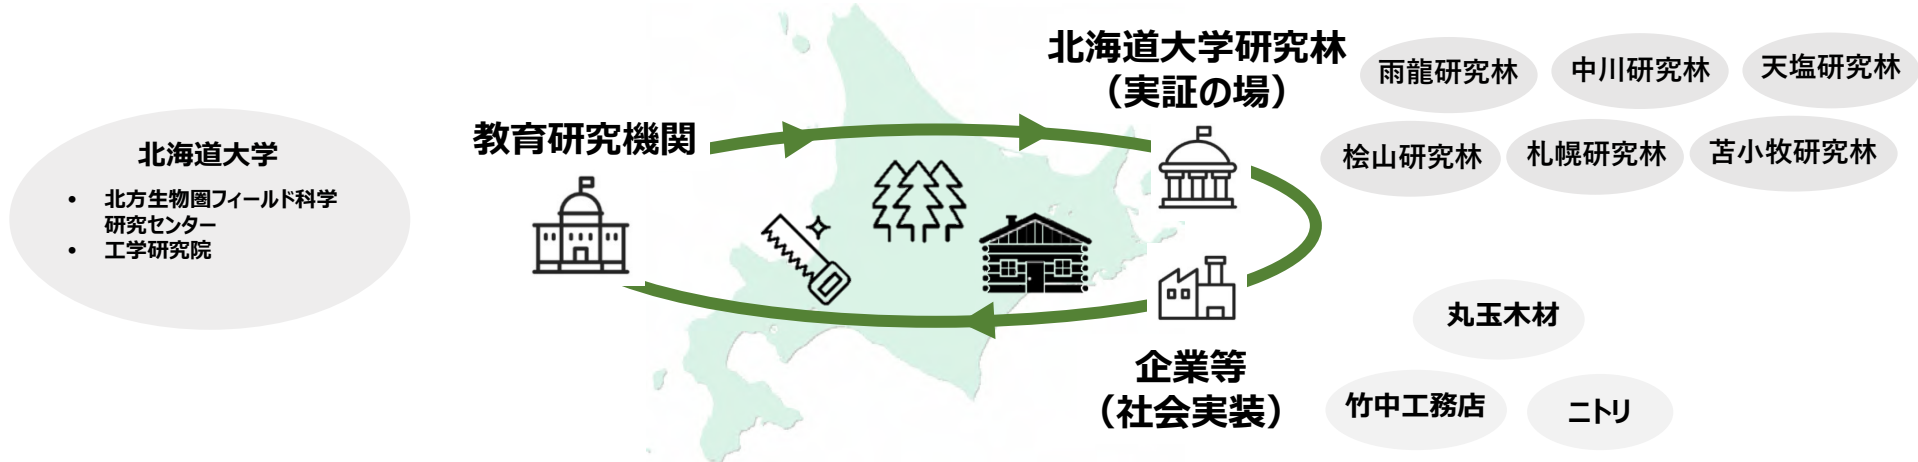 北海道大学
• 北方生物圏フィールド科学
研究センター
• 工学研究院
教育研究機関
北海道大学研究林
（実証の場）
雨龍研究林
中川研究林
天塩研究林
桧山研究林
札幌研究林
苫小牧研究林
企業等
（社会実装）
丸玉木材
竹中工務店
ニトリ